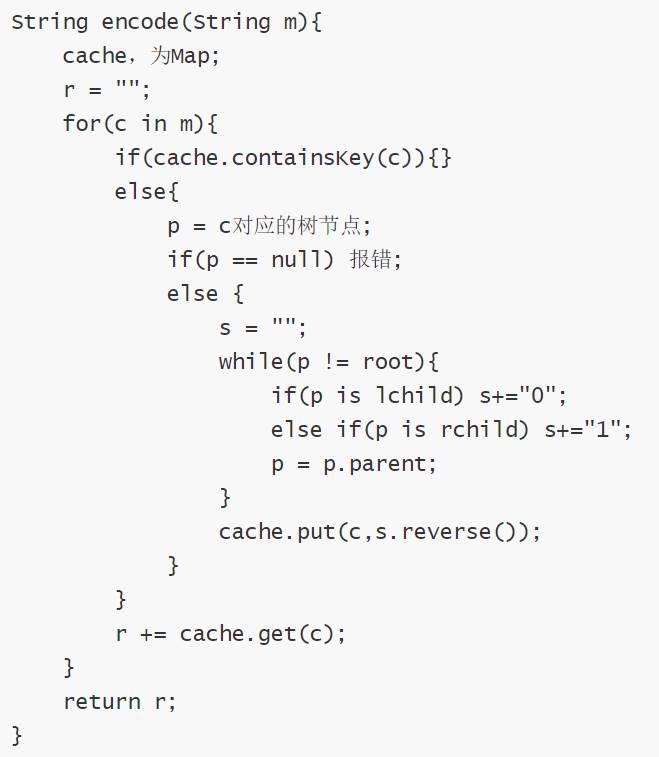 String encode(String m){
    cache，为Map;
    r = "";
    for(c in m){
        if(cache.containsKey(c)){}
        else{
            p = c对应的树节点;
            if(p == null) 报错;
            else {
                s = "";
                while(p != root){
                    if(p is lchild) s+="0";
                    else if(p is rchild) s+="1";
                    p = p.parent;
                }
                cache.put(c,s.reverse());
            }
        }
        r += cache.get(c);
    }
    return r;
}